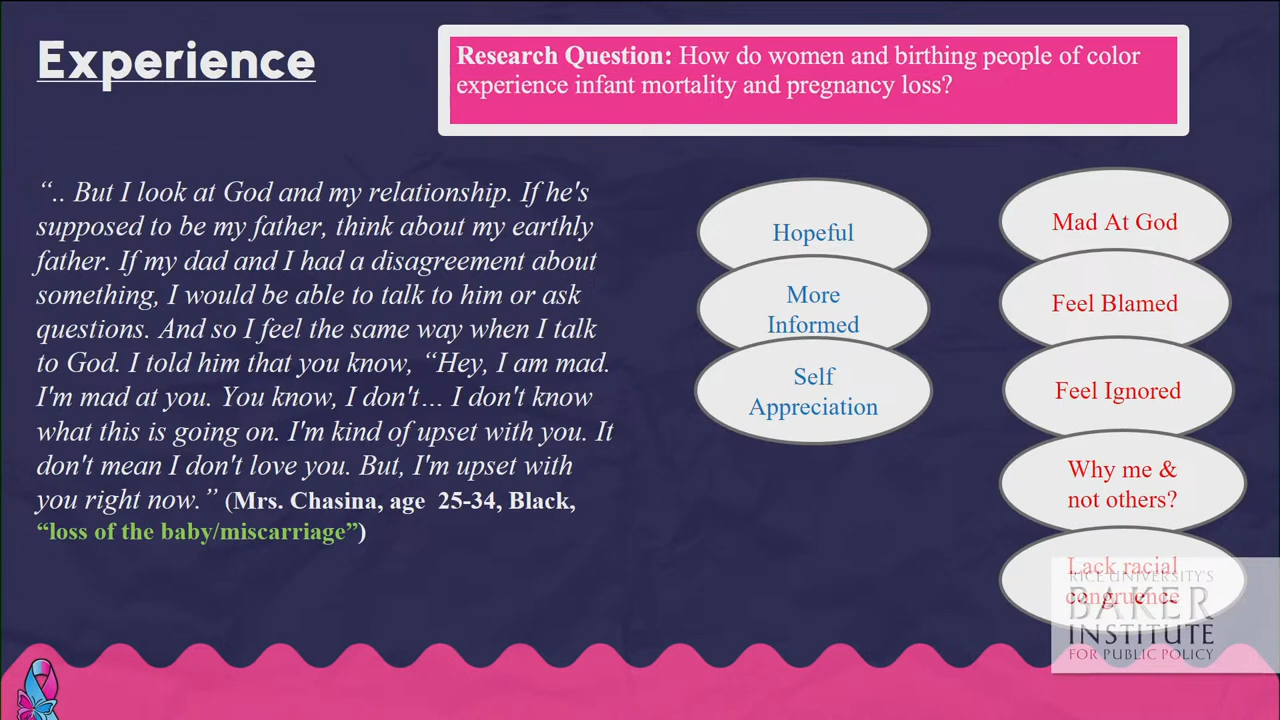 Experience
Research Question: How do women and birthing people of color
experience infant mortality and pregnancy loss?
“.. But I look at God and my relationship. If he's
supposed to be my father, think about my earthly
father. If my dad and I had a disagreement about
something, I would be able to talk to him or ask
questions. And so I feel the same way when I talk
to God. I told him that you know, “Hey, I am mad.
I'm mad at you. You know, I don't… I don't know
what this is going on. I'm kind of upset with you. It
don't mean I don't love you. But, I'm upset with
you right now.” (Mrs. Chasina, age 25-34, Black,
“loss of the baby/miscarriage”)
Hopeful
More
Informed
Self
Appreciation
Mad At God
Feel Blamed
Feel Ignored
Why me &
not others?
Lack racial
congruence
RICE UNIVERSITY'S
BAKER
INSTITUTE
FOR PUBLIC POLICY